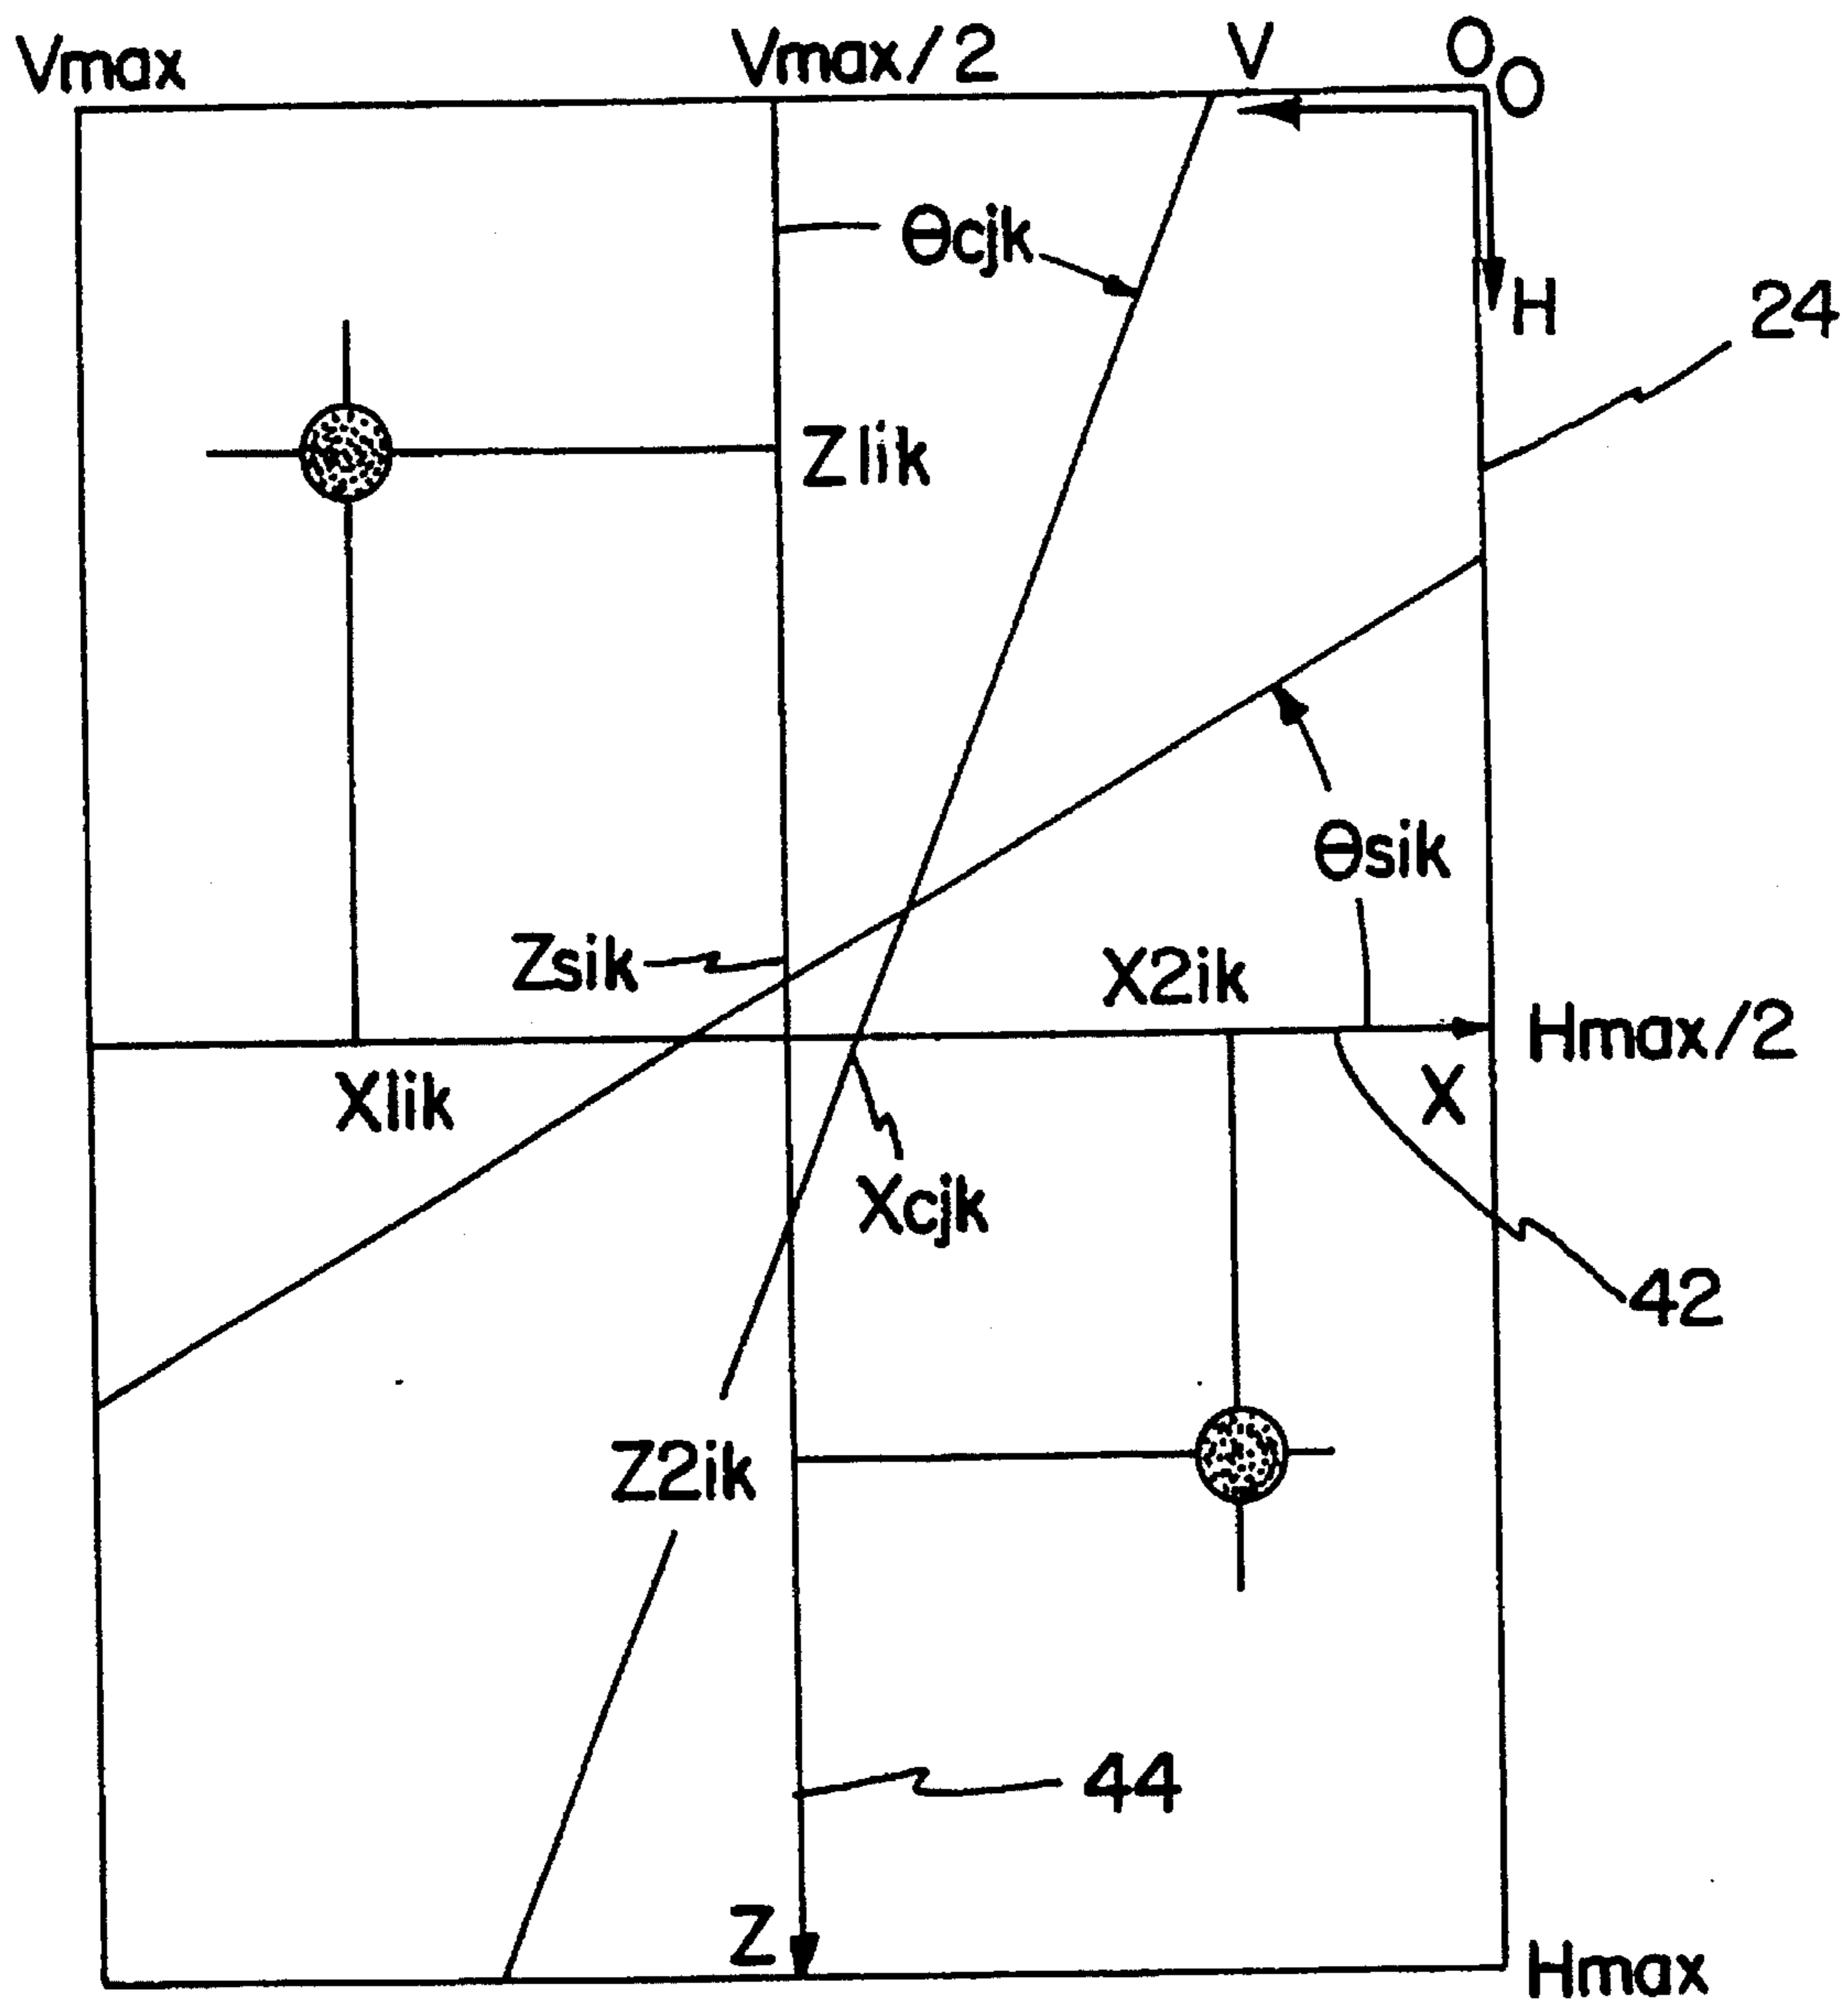 Vmax
Vmax/2
V
O
O
θcjk
H
24
Zlik
θsik
Zsik
X2ik
Hmax/2
Xlik
X
Xcjk
42
Z2ik
44
Z
Hmax